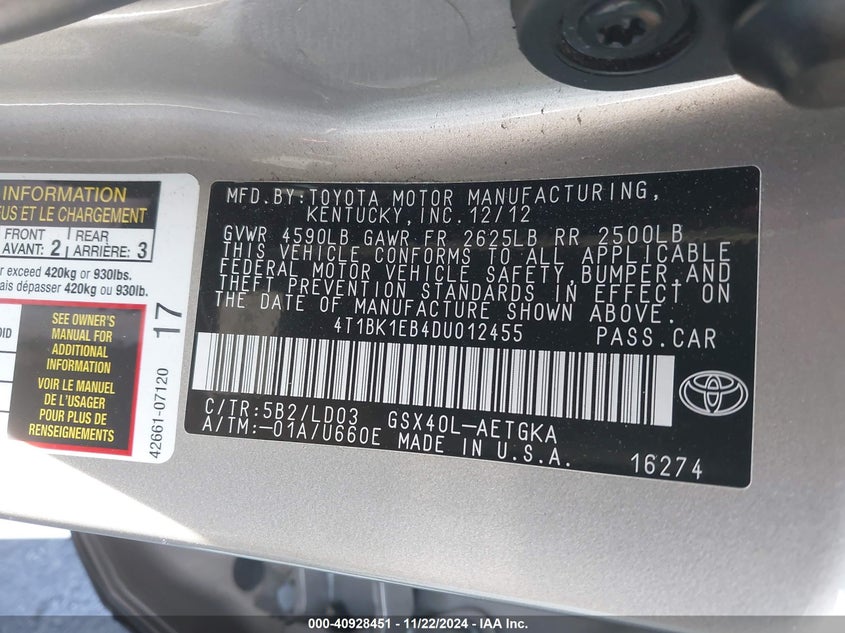 INFORMATION
EUS ET LE CHARGEMENT
FRONT
AVANT: 2
REAR
ARRIÈRE: 3
exceed 420kg or 930lbs.
dépasser 420kg ou 930lb.
SEE OWNER'S
MANUAL FOR
ADDITIONAL
INFORMATION
VOIR LE MANUEL
DE L'USAGER
POUR PLUS DE
RENSEIGNEMENTS
42661-07120 17
MFD.BY:TOYOTA MOTOR MANUFACTURING,
KENTUCKY, INC. 12/12
GVWR 4590LB GAWR FR 2625LB RR 2500LB
THIS VEHICLE CONFORMS TO ALL APPLICABLE
FEDERAL MOTOR VEHICLE SAFETY, BUMPER, AND
THEFT PREVENTION STANDARDS IN EFFECT ON
THE DATE OF MANUFACTURE SHOWN ABOVE.
4T1BK1EB4DU012455 PASS.CAR
C/TR:5B2/LD03 GSX40L-AETGKA
A/TM:-01A/U660E MADE IN U.S.A.
16274
000-40928451 - 11/22/2024 - IAAI Inc.